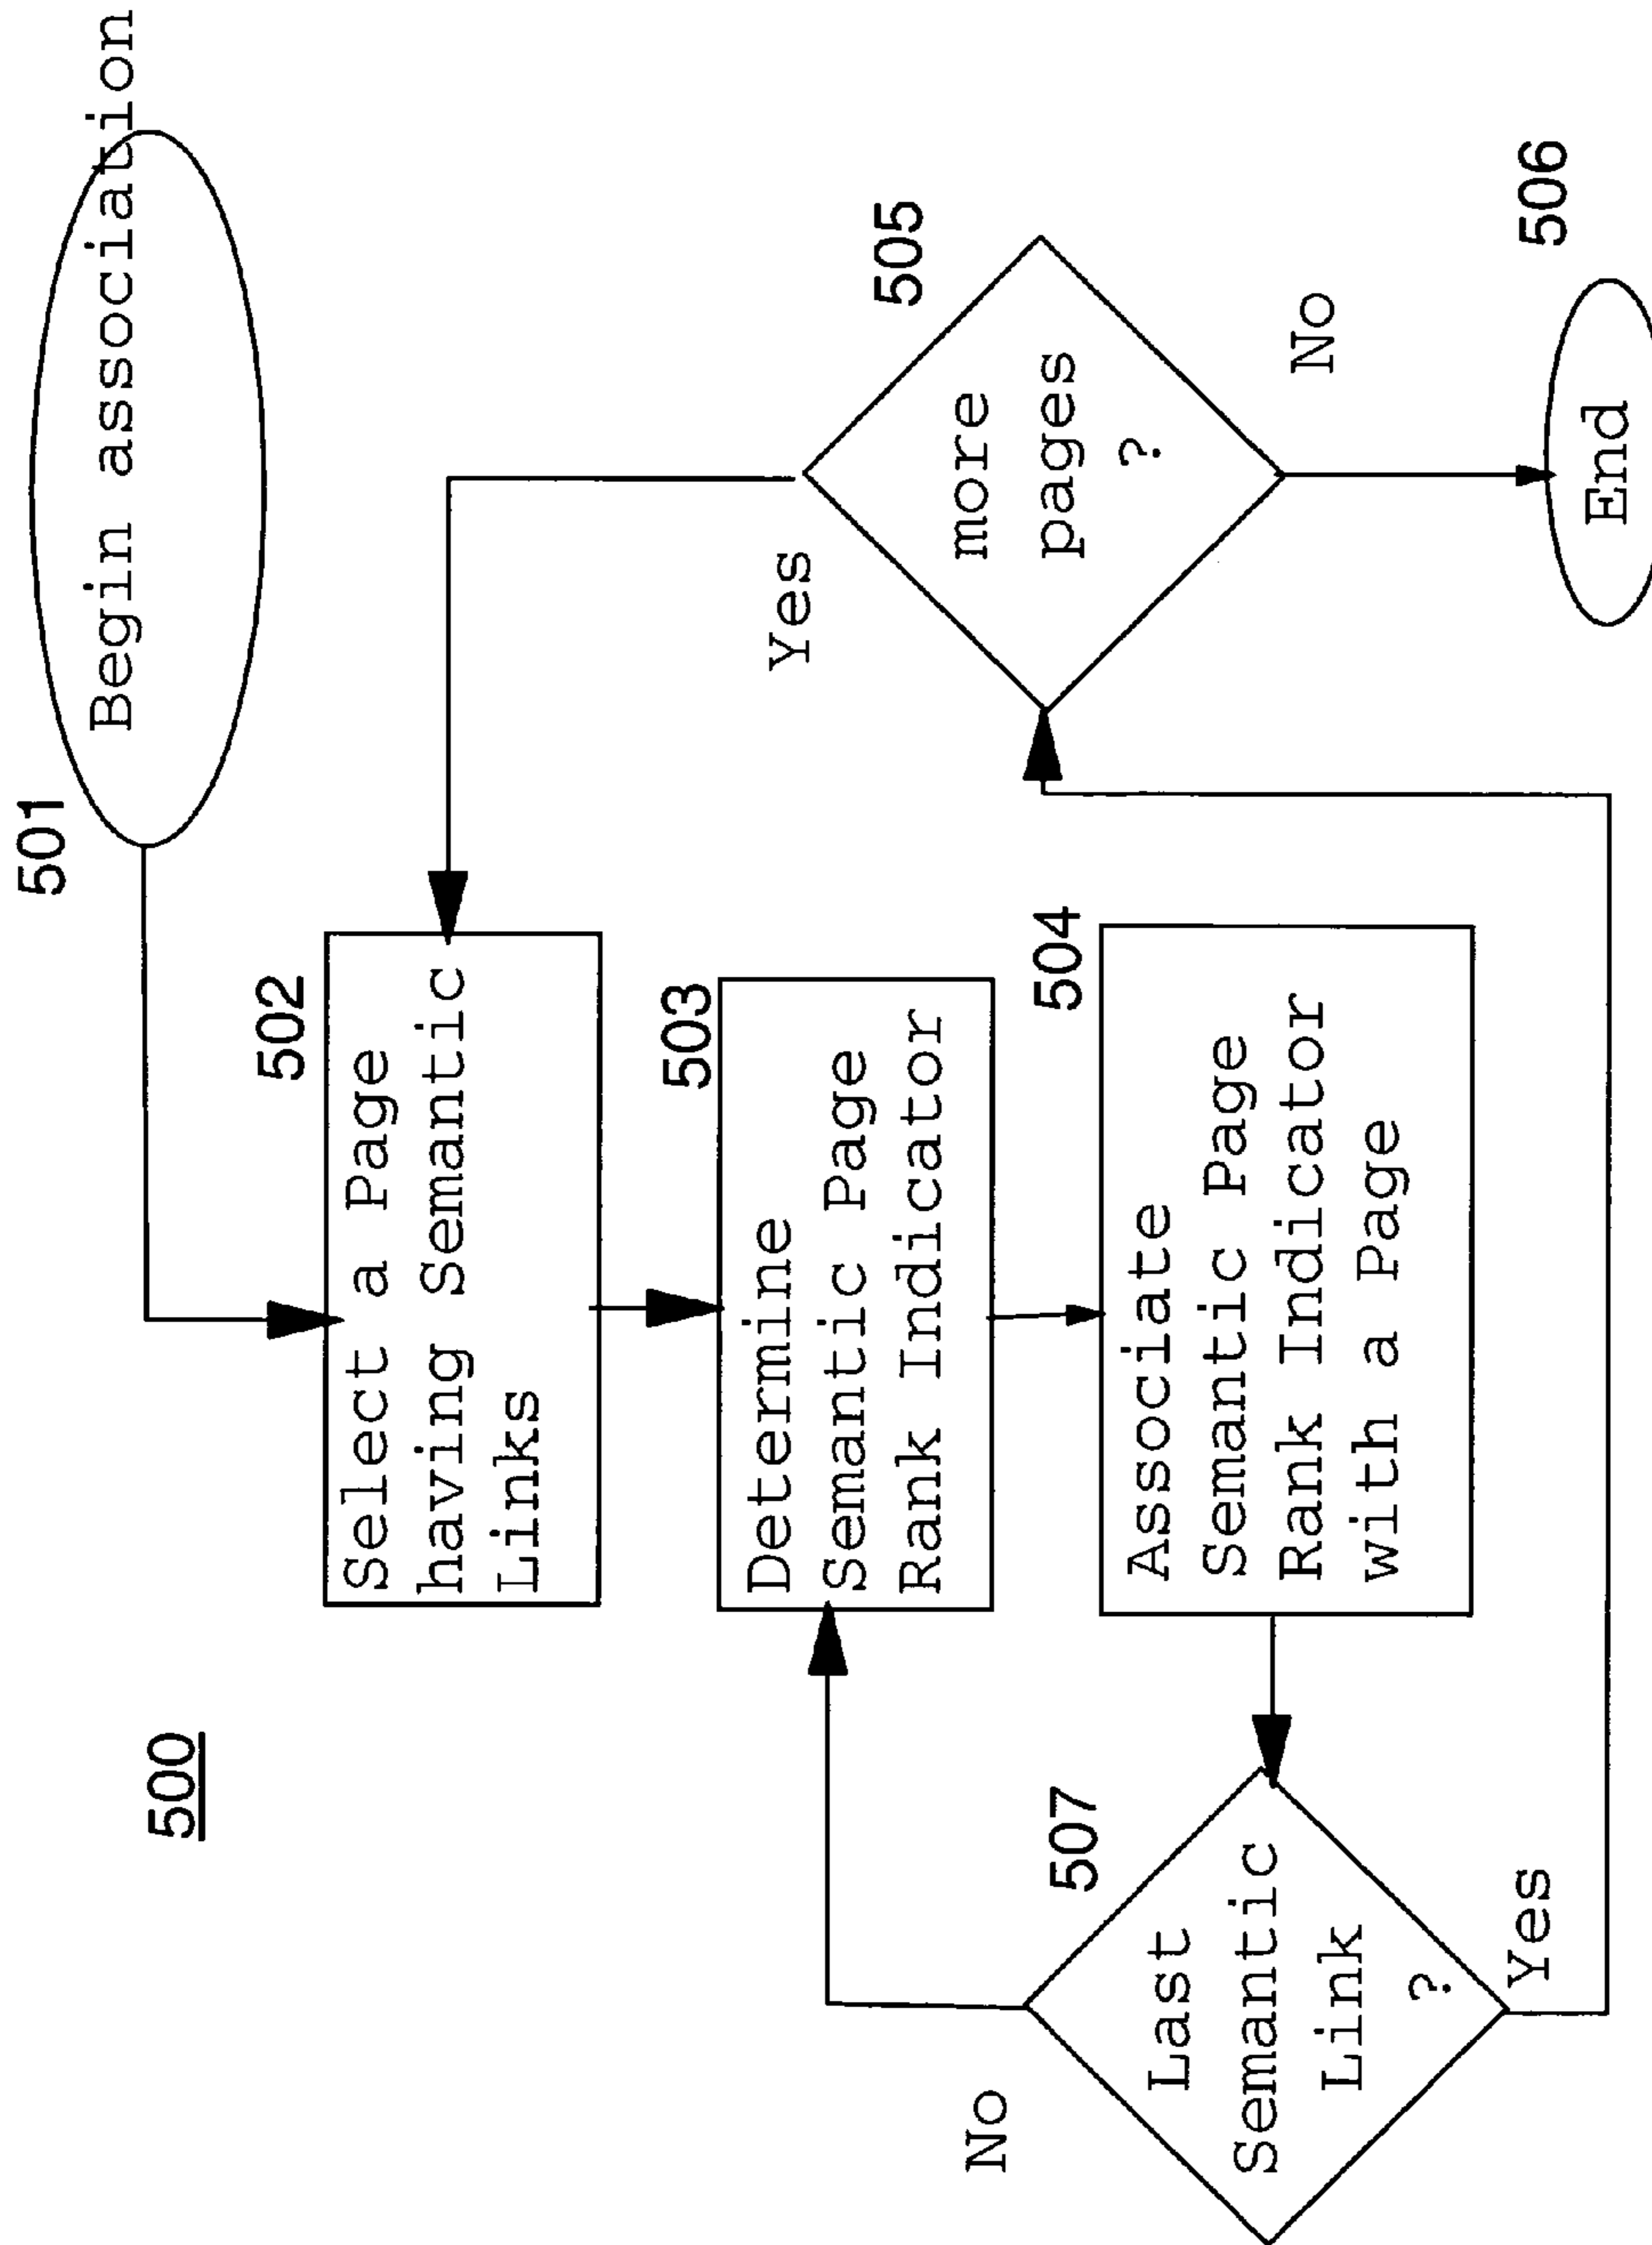 500
501
Begin association
502
Select a Page
having Semantic
Links
503
Determine
Semantic Page
Rank Indicator
504
Associate
Semantic Page
Rank Indicator
with a Page
507
Last
Semantic
Link
?
No
Yes
505
more
pages
?
Yes
No
506
End